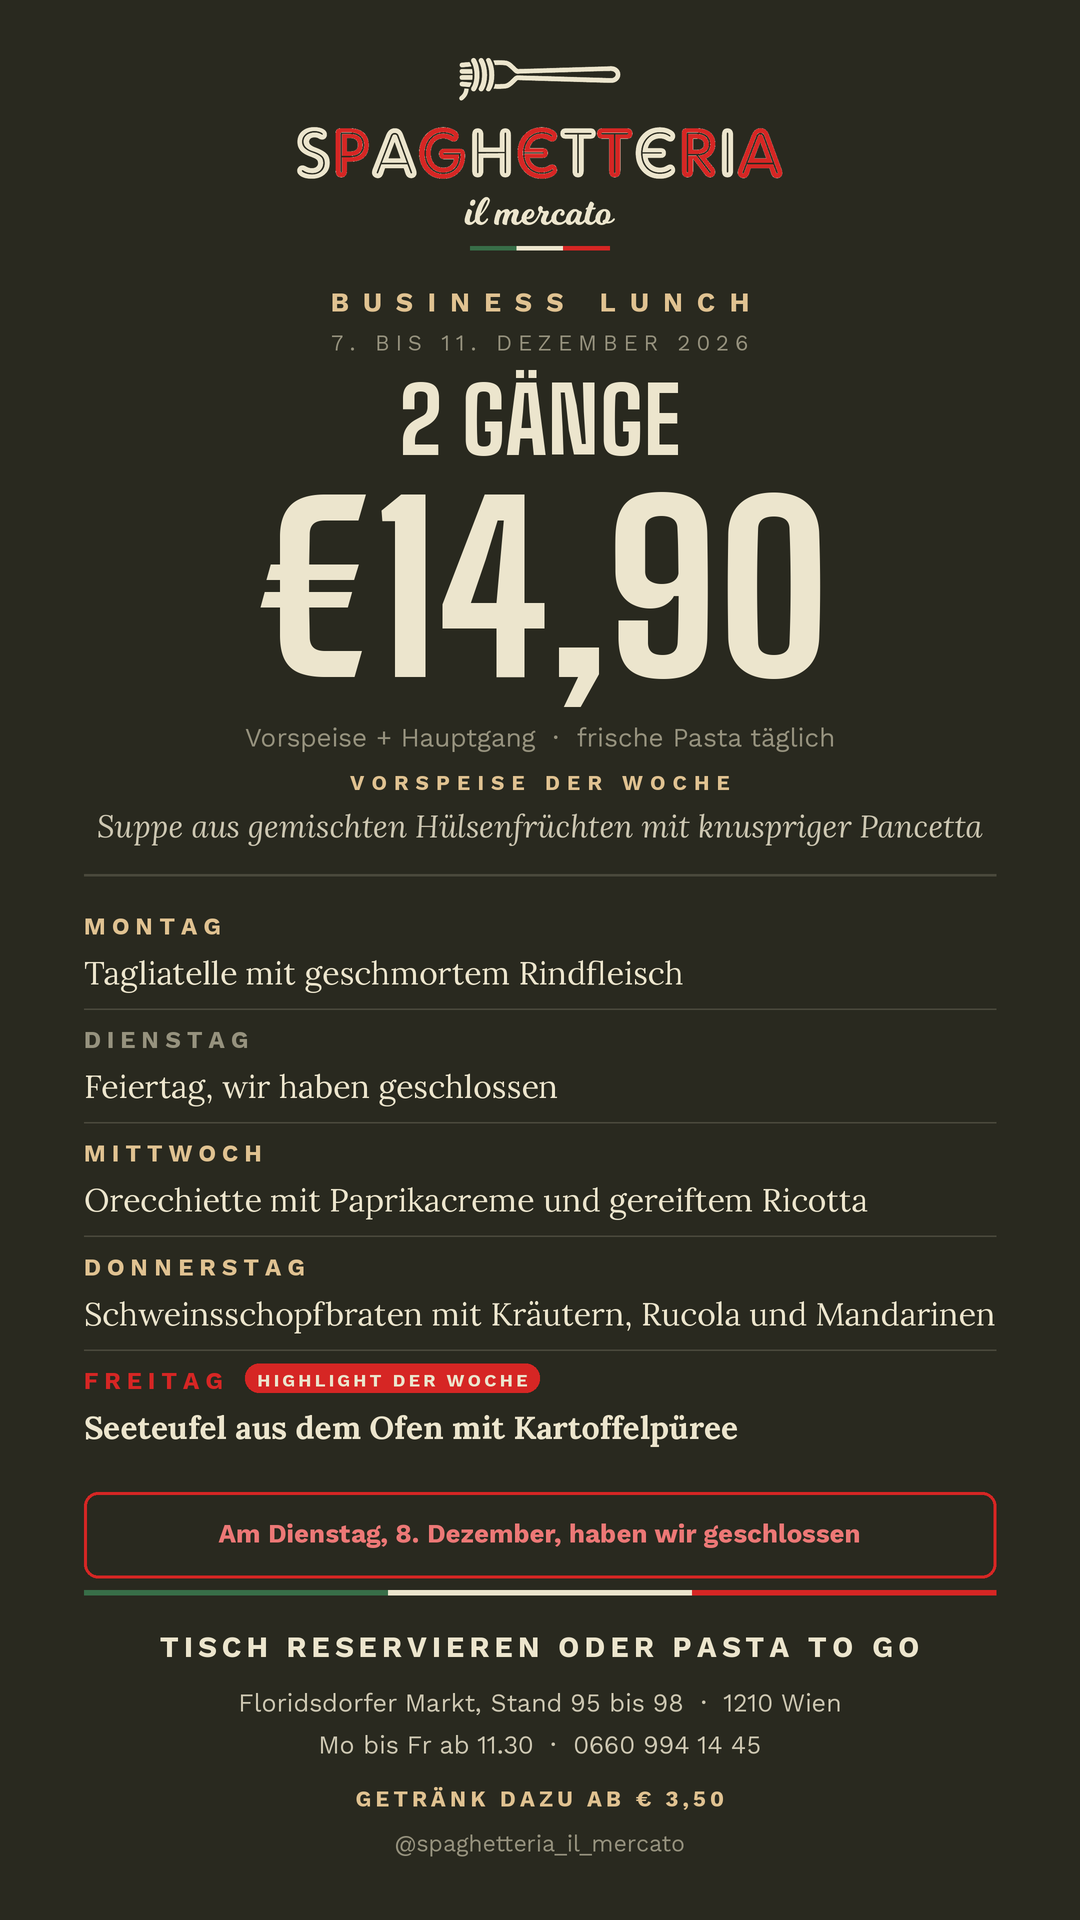 SPAGHETTERIA
il mercato
BUSINESS LUNCH
7. BIS 11. DEZEMBER 2026
2 GÄNGE
€14,90
Vorspeise + Hauptgang · frische Pasta täglich
VORSPEISE DER WOCHE
Suppe aus gemischten Hülsenfrüchten mit knuspriger Pancetta
MONTAG
Tagliatelle mit geschmortem Rindfleisch
DIENSTAG
Feiertag, wir haben geschlossen
MITTWOCH
Orecchiette mit Paprikacreme und gereiftem Ricotta
DONNERSTAG
Schweinsschopfbraten mit Kräutern, Rucola und Mandarinen
FREITAG HIGHLIGHT DER WOCHE
Seeteufel aus dem Ofen mit Kartoffelpüree
Am Dienstag, 8. Dezember, haben wir geschlossen
TISCH RESERVIEREN ODER PASTA TO GO
Floridsdorfer Markt, Stand 95 bis 98 · 1210 Wien
Mo bis Fr ab 11.30 · 0660 994 14 45
GETRÄNK DAZU AB € 3,50
@spaghetteria_il_mercato